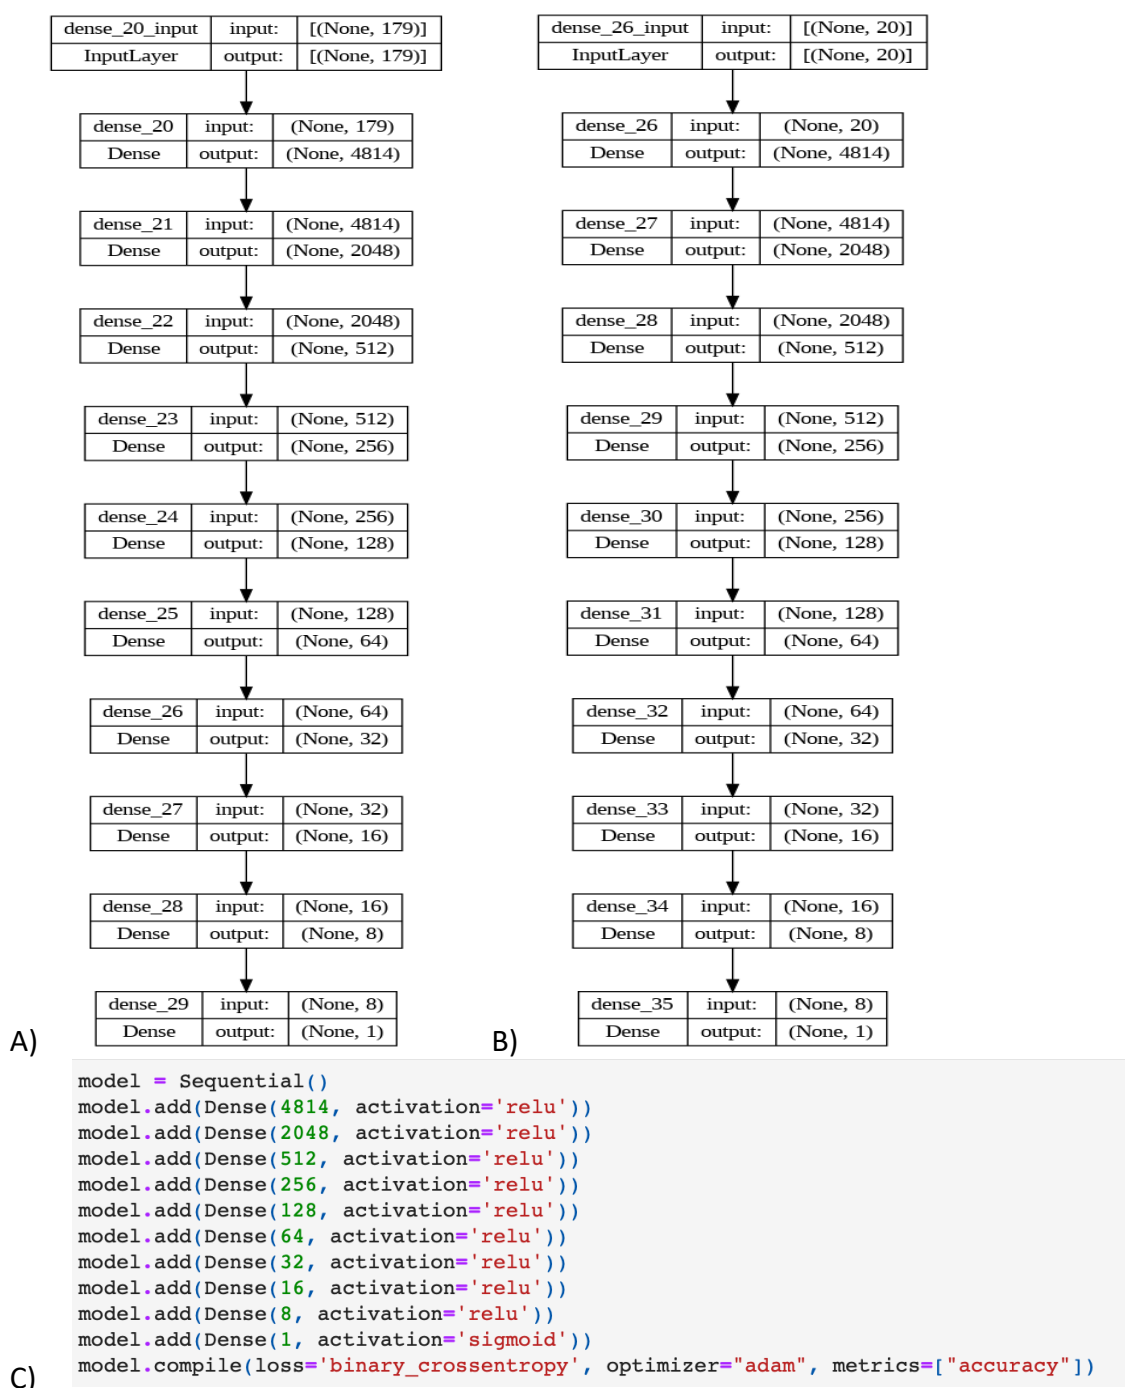 dense_20_input input: [(None, 179)]
InputLayer output: [(None, 179)]
dense_20 input: (None, 179)
Dense output: (None, 4814)
dense_21 input: (None, 4814)
Dense output: (None, 2048)
dense_22 input: (None, 2048)
Dense output: (None, 512)
dense_23 input: (None, 512)
Dense output: (None, 256)
dense_24 input: (None, 256)
Dense output: (None, 128)
dense_25 input: (None, 128)
Dense output: (None, 64)
dense_26 input: (None, 64)
Dense output: (None, 32)
dense_27 input: (None, 32)
Dense output: (None, 16)
dense_28 input: (None, 16)
Dense output: (None, 8)
dense_29 input: (None, 8)
Dense output: (None, 1)
A)
dense_26_input input: [(None, 20)]
InputLayer output: [(None, 20)]
dense_26 input: (None, 20)
Dense output: (None, 4814)
dense_27 input: (None, 4814)
Dense output: (None, 2048)
dense_28 input: (None, 2048)
Dense output: (None, 512)
dense_29 input: (None, 512)
Dense output: (None, 256)
dense_30 input: (None, 256)
Dense output: (None, 128)
dense_31 input: (None, 128)
Dense output: (None, 64)
dense_32 input: (None, 64)
Dense output: (None, 32)
dense_33 input: (None, 32)
Dense output: (None, 16)
dense_34 input: (None, 16)
Dense output: (None, 8)
dense_35 input: (None, 8)
Dense output: (None, 1)
B)
model = Sequential()
model.add(Dense(4814, activation='relu'))
model.add(Dense(2048, activation='relu'))
model.add(Dense(512, activation='relu'))
model.add(Dense(256, activation='relu'))
model.add(Dense(128, activation='relu'))
model.add(Dense(64, activation='relu'))
model.add(Dense(32, activation='relu'))
model.add(Dense(16, activation='relu'))
model.add(Dense(8, activation='relu'))
model.add(Dense(1, activation='sigmoid'))
model.compile(loss='binary_crossentropy', optimizer="adam", metrics=["accuracy"])
C)